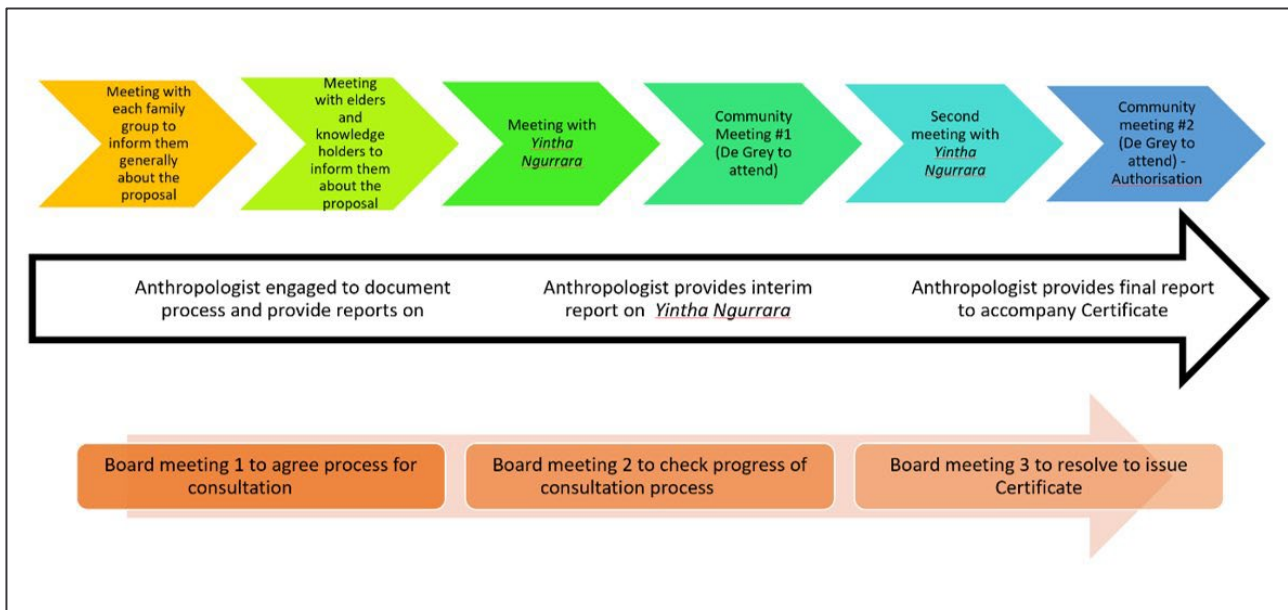 Meeting with
each family
group to
inform them
generally
about the
proposal
Meeting
with elders
and
knowledge
holders to
inform them
about the
proposal
Meeting with
Yintha
Ngurrara
Community
Meeting #1
(De Grey to
attend)
Second
meeting with
Yintha
Ngurrara
Community
meeting #2
(De Grey to
attend) -
Authorisation
Anthropologist engaged to document
process and provide reports on
Anthropologist provides interim
report on Yintha Ngurrara
Anthropologist provides final report
to accompany Certificate
Board meeting 1 to agree process for
consultation
Board meeting 2 to check progress of
consultation process
Board meeting 3 to resolve to issue
Certificate